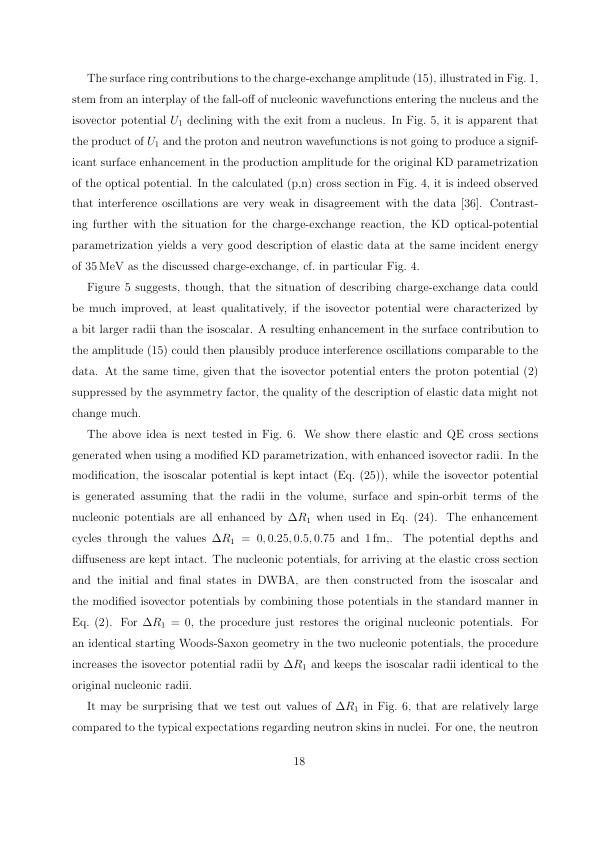 The surface ring contributions to the charge-exchange amplitude (15), illustrated in Fig. 1,
stem from an interplay of the fall-off of nucleonic wavefunctions entering the nucleus and the
isovector potential U₁ declining with the exit from a nucleus. In Fig. 5, it is apparent that
the product of U₁ and the proton and neutron wavefunctions is not going to produce a signif-
icant surface enhancement in the production amplitude for the original KD parametrization
of the optical potential. In the calculated (p,n) cross section in Fig. 4, it is indeed observed
that interference oscillations are very weak in disagreement with the data [36]. Contrast-
ing further with the situation for the charge-exchange reaction, the KD optical-potential
parametrization yields a very good description of elastic data at the same incident energy
of 35 MeV as the discussed charge-exchange, cf. in particular Fig. 4.
Figure 5 suggests, though, that the situation of describing charge-exchange data could
be much improved, at least qualitatively, if the isovector potential were characterized by
a bit larger radii than the isoscalar. A resulting enhancement in the surface contribution to
the amplitude (15) could then plausibly produce interference oscillations comparable to the
data. At the same time, given that the isovector potential enters the proton potential (2)
suppressed by the asymmetry factor, the quality of the description of elastic data might not
change much.
The above idea is next tested in Fig. 6. We show there elastic and QE cross sections
generated when using a modified KD parametrization, with enhanced isovector radii. In the
modification, the isoscalar potential is kept intact (Eq. (25)), while the isovector potential
is generated assuming that the radii in the volume, surface and spin-orbit terms of the
nucleonic potentials are all enhanced by ΔR₁ when used in Eq. (24). The enhancement
cycles through the values ΔR₁ = 0, 0.25, 0.5, 0.75 and 1 fm,. The potential depths and
diffuseness are kept intact. The nucleonic potentials, for arriving at the elastic cross section
and the initial and final states in DWBA, are then constructed from the isoscalar and
the modified isovector potentials by combining those potentials in the standard manner in
Eq. (2). For ΔR₁ = 0, the procedure just restores the original nucleonic potentials. For
an identical starting Woods-Saxon geometry in the two nucleonic potentials, the procedure
increases the isovector potential radii by ΔR₁ and keeps the isoscalar radii identical to the
original nucleonic radii.
It may be surprising that we test out values of ΔR₁ in Fig. 6, that are relatively large
compared to the typical expectations regarding neutron skins in nuclei. For one, the neutron
18